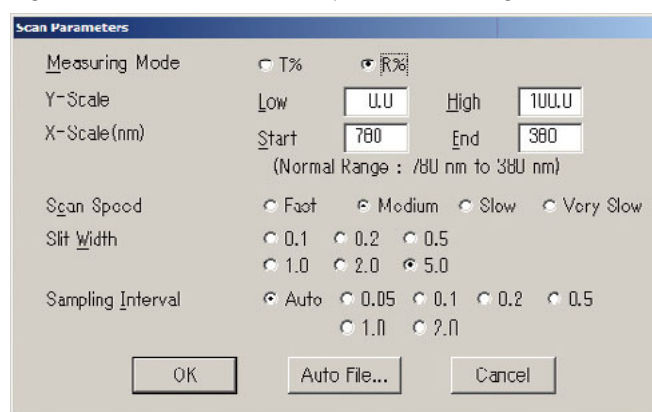 Scan Parameters
Measuring Mode T% R%
Y-Scale Low 0.0 High 100.0
X-Scale(nm) Start 780 End 380
(Normal Range : 780 nm to 380 nm)
Scan Speed Fast Medium Slow Very Slow
Slit Width 0.1 0.2 0.5
1.0 2.0 5.0
Sampling Interval Auto 0.05 0.1 0.2 0.5
1.0 2.0
OK Auto File... Cancel